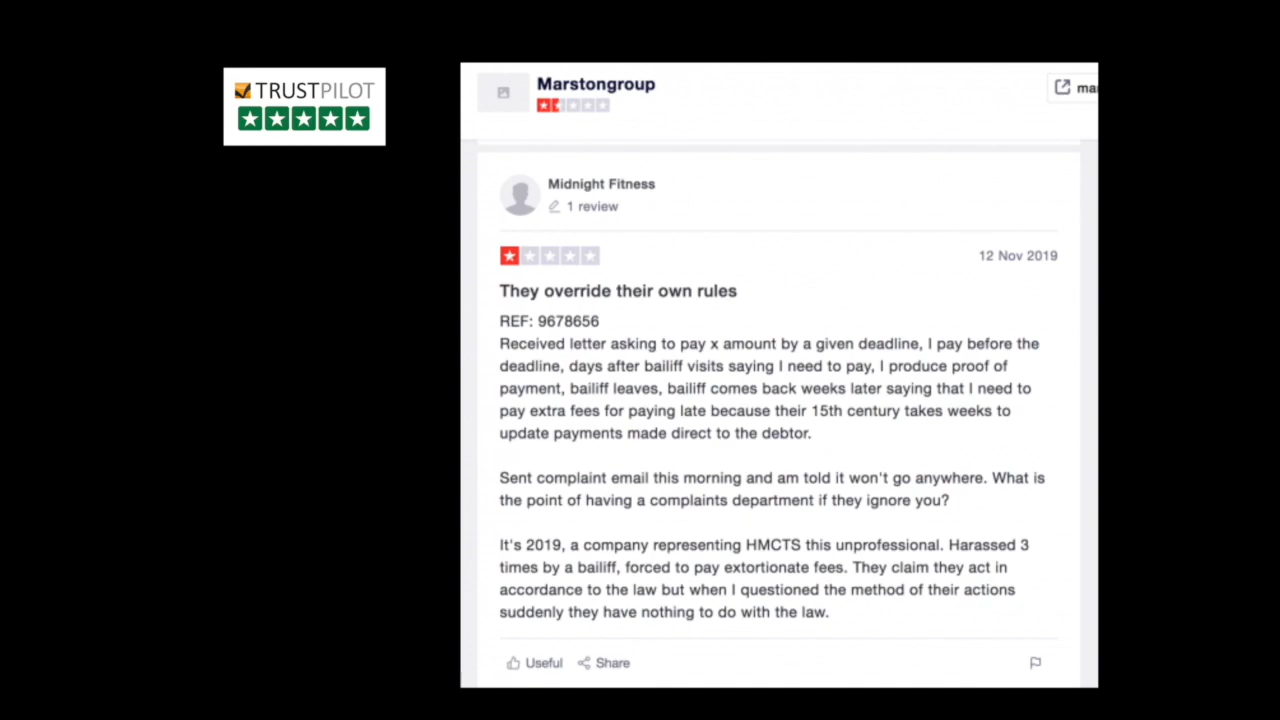 TRUSTPILOT
Marstongroup
mar
Midnight Fitness
1 review
12 Nov 2019
They override their own rules
REF: 9678656
Received letter asking to pay x amount by a given deadline, I pay before the
deadline, days after bailiff visits saying I need to pay, I produce proof of
payment, bailiff leaves, bailiff comes back weeks later saying that I need to
pay extra fees for paying late because their 15th century takes weeks to
update payments made direct to the debtor.
Sent complaint email this morning and am told it won't go anywhere. What is
the point of having a complaints department if they ignore you?
It's 2019, a company representing HMCTS this unprofessional. Harassed 3
times by a bailiff, forced to pay extortionate fees. They claim they act in
accordance to the law but when I questioned the method of their actions
suddenly they have nothing to do with the law.
Useful Share